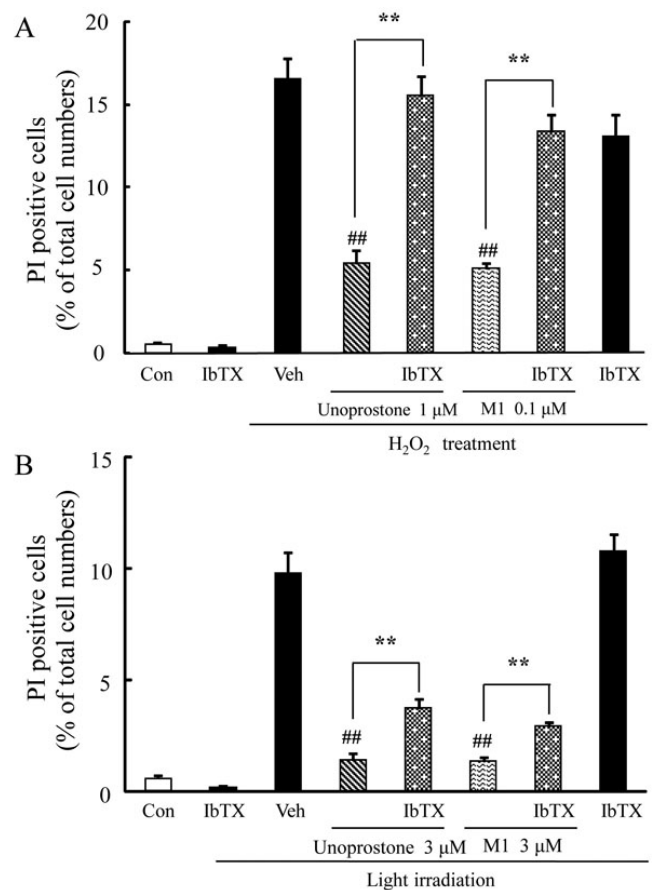 A
20
15
10
5
0
PI positive cells
(% of total cell numbers)
**
**
##
##
Con IbTX Veh IbTX IbTX IbTX
Unoprostone 1 μM M1 0.1 μM
H₂O₂ treatment
B
15
10
5
0
PI positive cells
(% of total cell numbers)
**
**
##
##
Con IbTX Veh IbTX IbTX IbTX
Unoprostone 3 μM M1 3 μM
Light irradiation